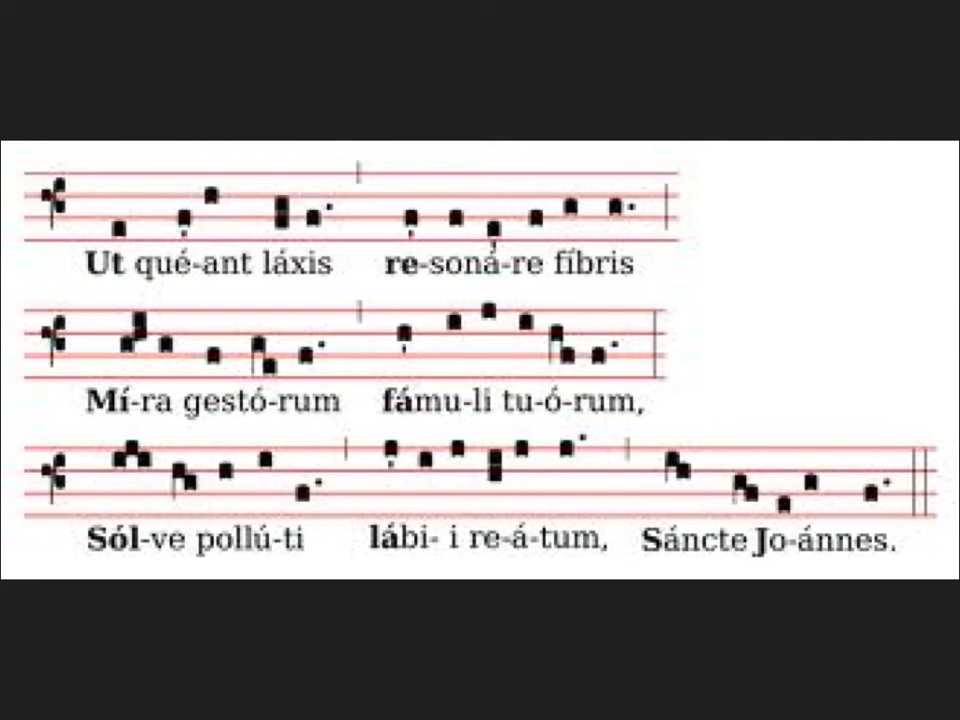 Ut qué-ant láxis re-soná-re fíbris
Mí-ra gestó-rum fámu-li tu-ó-rum,
Sól-ve pollú-ti lábi- i re-á-tum, Sáncte Jo-ánnes.